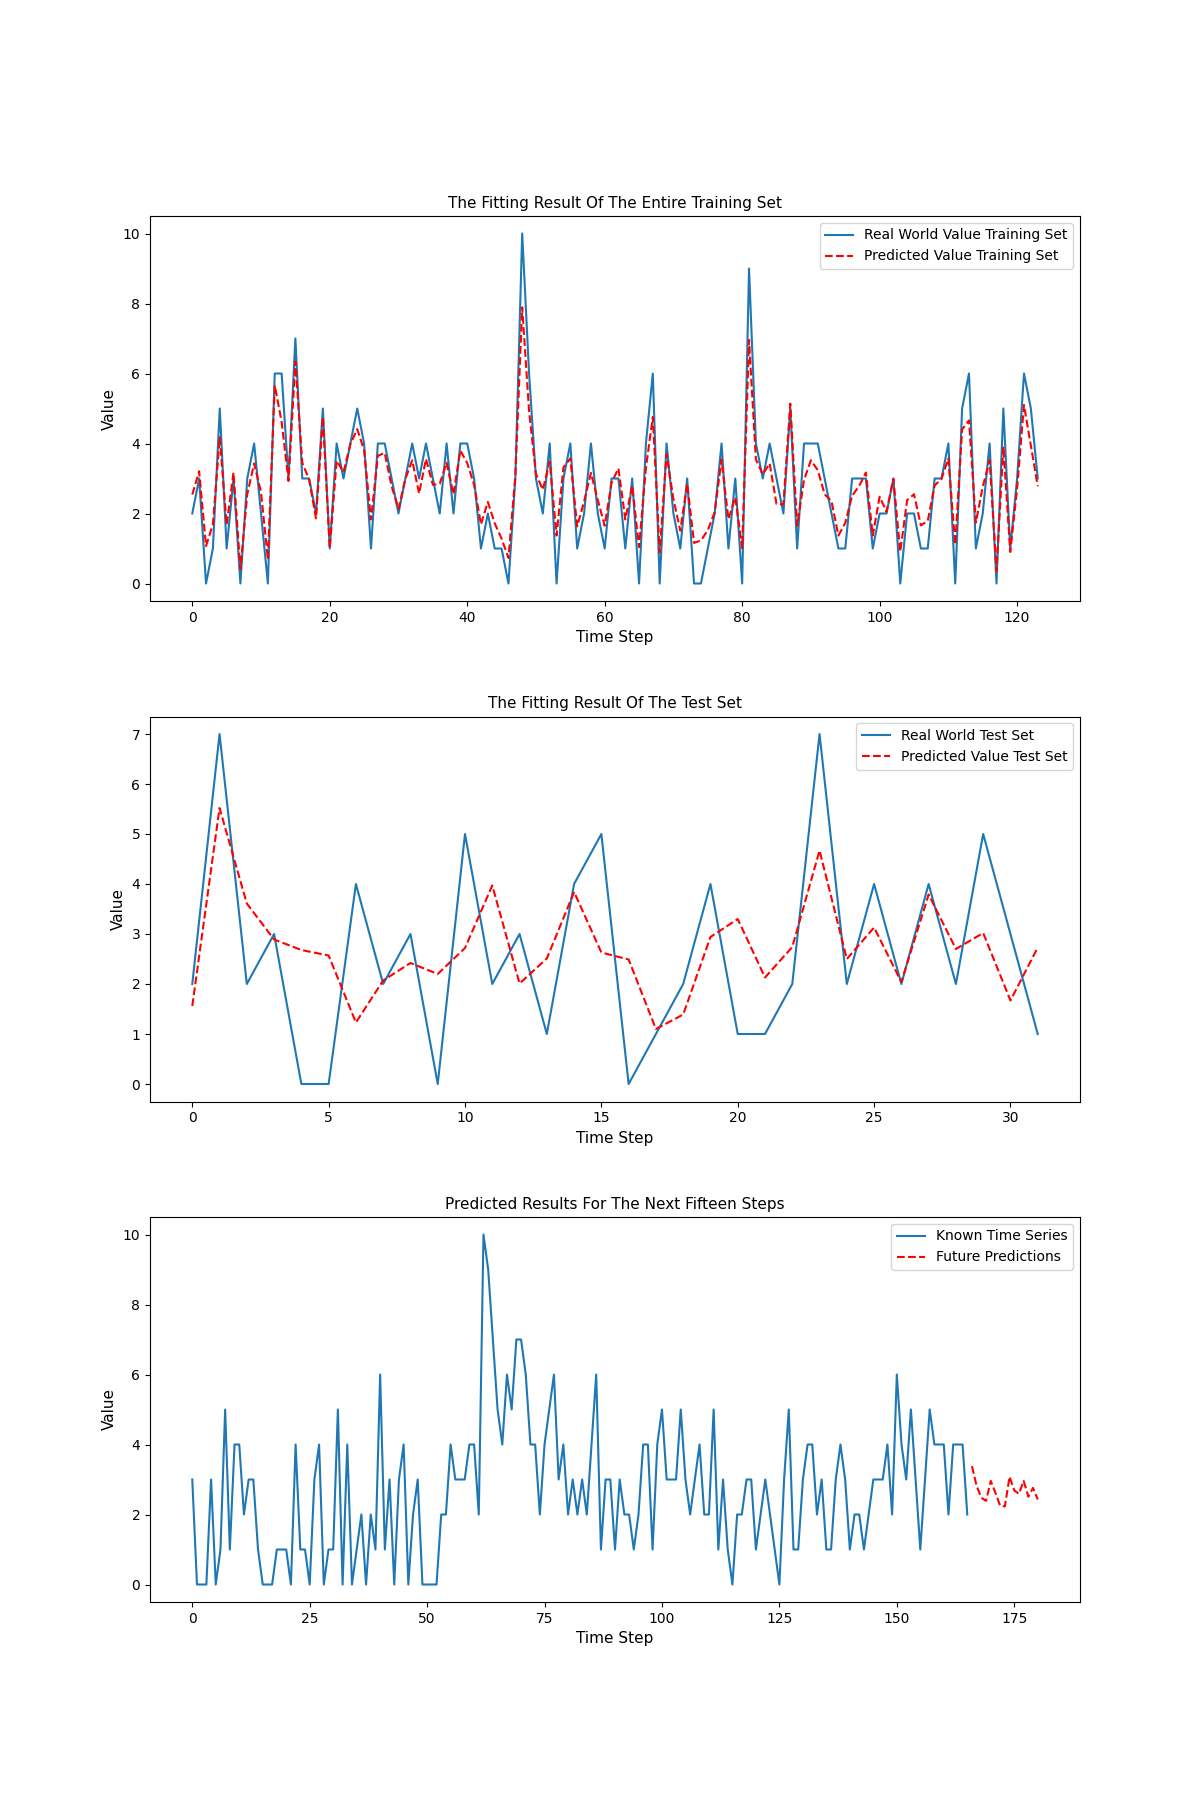 The Fitting Result Of The Entire Training Set
10
8
6
4
2
0
Value
Real World Value Training Set
Predicted Value Training Set
0 20 40 60 80 100 120
Time Step
The Fitting Result Of The Test Set
7
6
5
4
3
2
1
0
Value
Real World Test Set
Predicted Value Test Set
0 5 10 15 20 25 30
Time Step
Predicted Results For The Next Fifteen Steps
10
8
6
4
2
0
Value
Known Time Series
Future Predictions
0 25 50 75 100 125 150 175
Time Step